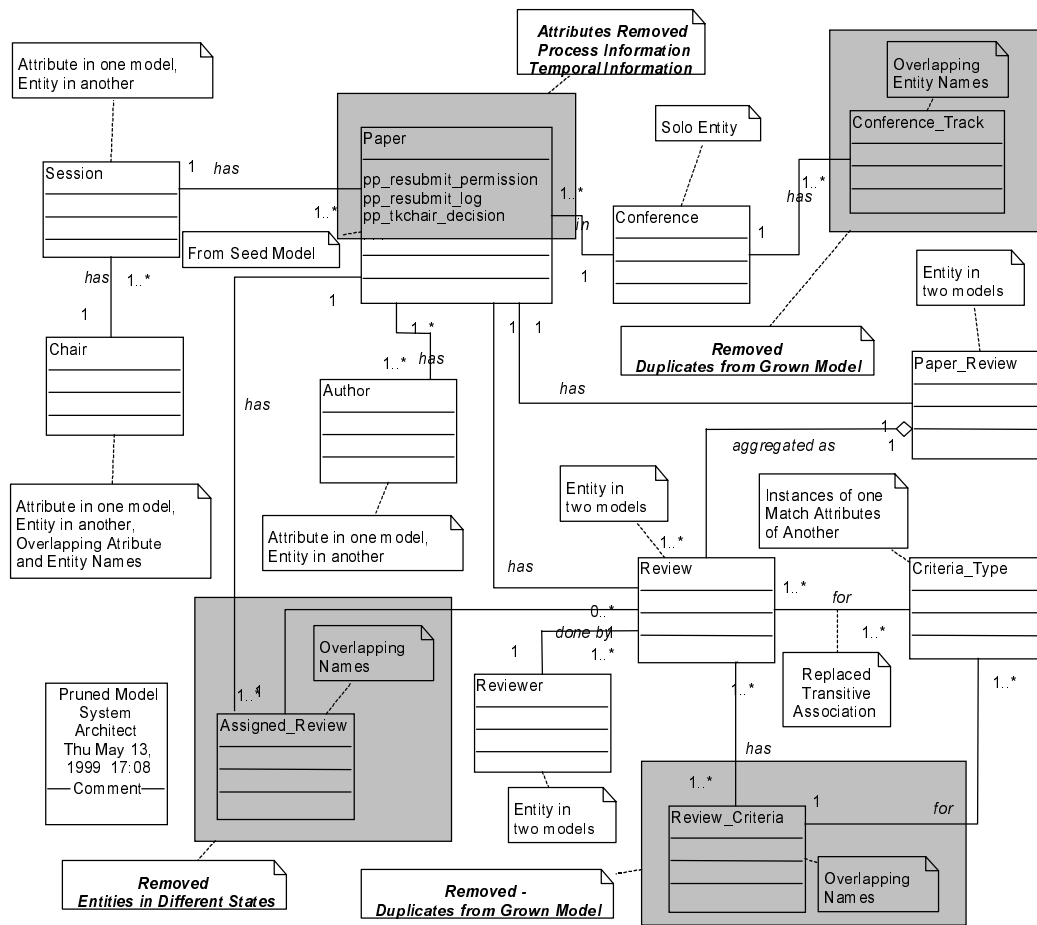 Attributes Removed
Process Information
Temporal Information
Attribute in one model,
Entity in another
Overlapping
Entity Names
Conference_Track
Solo Entity
Paper
pp_resubmit_permission
pp_resubmit_log
pp_tkchair_decision
Session
1
has
1..*
1..*
in
1
Conference
1
has
1..*
From Seed Model
has
1..*
1
Chair
1
1..*
1..*
has
1
1
Entity in
two models
Removed
Duplicates from Grown Model
Paper_Review
Author
has
has
1
1
aggregated as
Attribute in one model,
Entity in another,
Overlapping Atribute
and Entity Names
Attribute in one model,
Entity in another
Entity in
two models
Instances of one
Match Attributes
of Another
1..*
Review
has
Criteria_Type
1..*
for
1..*
0..*
done by
1
1..*
1
Overlapping
Names
Reviewer
Replaced
Transitive
Association
1..*
1..*
1..*
1
Assigned_Review
Pruned Model
System
Architect
Thu May 13,
1999 17:08
Comment
has
1..*
1
for
Entity in
two models
Review_Criteria
Removed
Entities in Different States
Removed -
Duplicates from Grown Model
Overlapping
Names